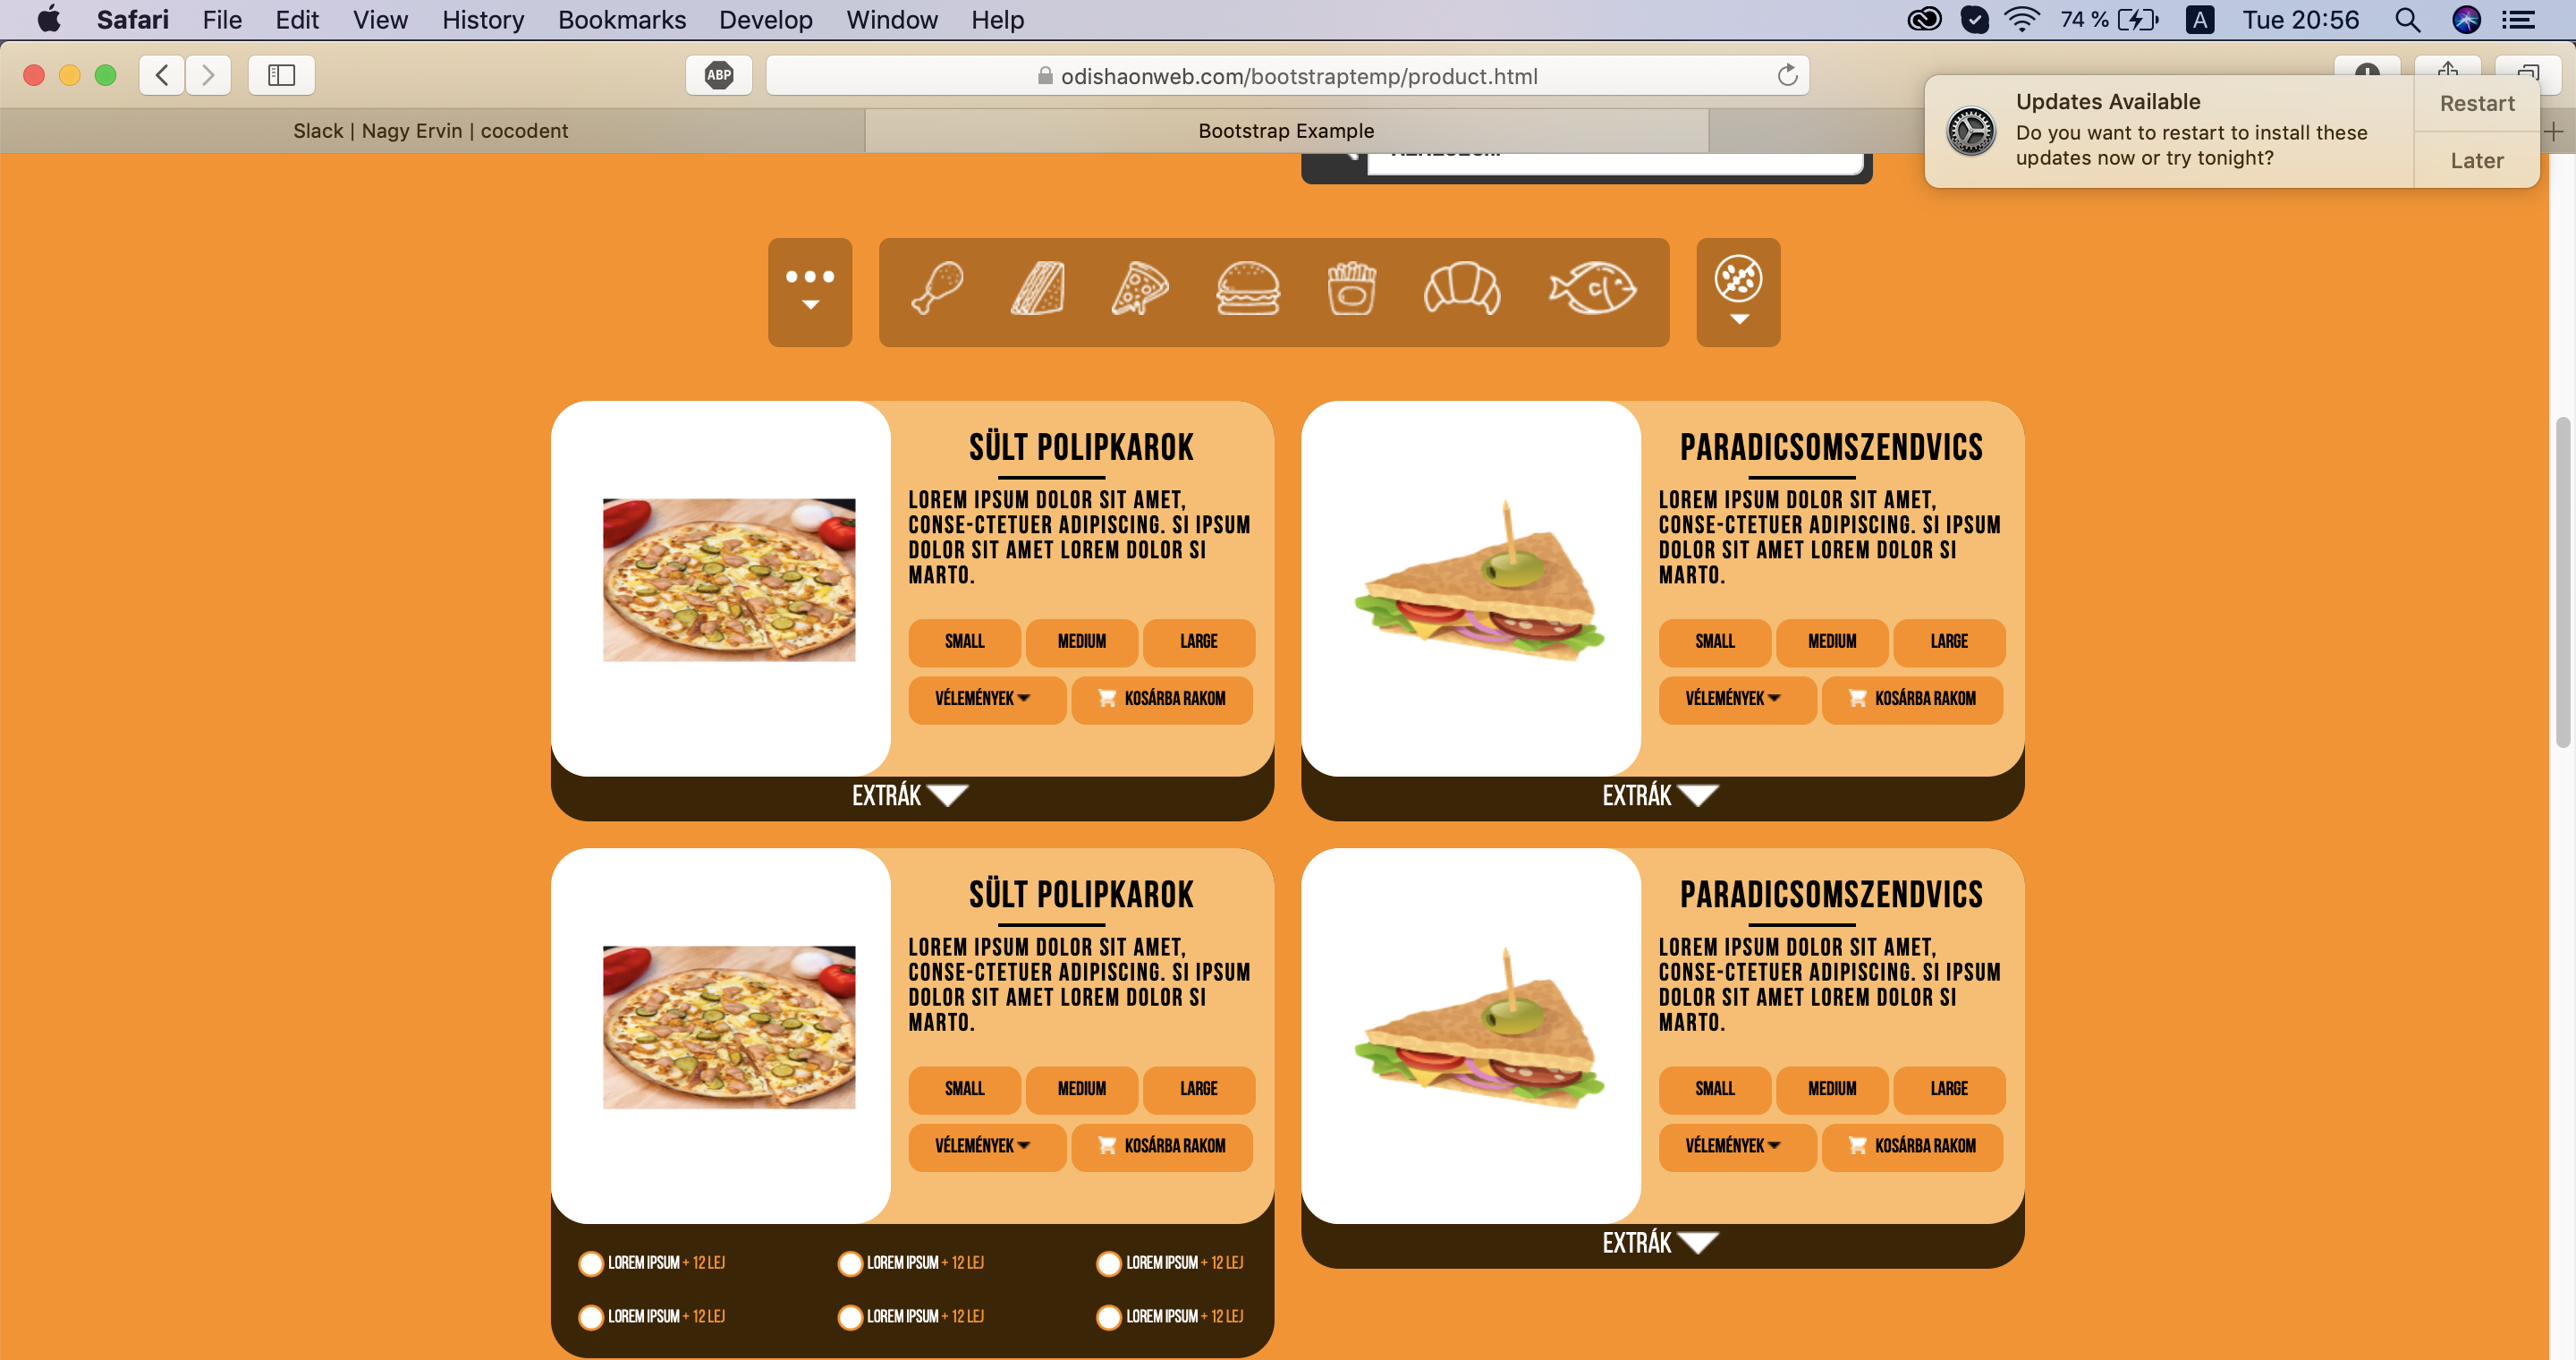 Safari File Edit View History Bookmarks Develop Window Help 74 % A Tue 20:56
ABP odishaonweb.com/bootstraptemp/product.html
Updates Available
Do you want to restart to install these
updates now or try tonight?
Restart
Later
Slack | Nagy Ervin | cocodent
Bootstrap Example
SÜLT POLIPKAROK
LOREM IPSUM DOLOR SIT AMET,
CONSE-CTETUER ADIPISCING. SI IPSUM
DOLOR SIT AMET LOREM DOLOR SI
MARTO.
SMALL MEDIUM LARGE
VÉLEMÉNYEK KOSÁRBA RAKOM
EXTRÁK
PARADICSOMSZENDVICS
LOREM IPSUM DOLOR SIT AMET,
CONSE-CTETUER ADIPISCING. SI IPSUM
DOLOR SIT AMET LOREM DOLOR SI
MARTO.
SMALL MEDIUM LARGE
VÉLEMÉNYEK KOSÁRBA RAKOM
EXTRÁK
SÜLT POLIPKAROK
LOREM IPSUM DOLOR SIT AMET,
CONSE-CTETUER ADIPISCING. SI IPSUM
DOLOR SIT AMET LOREM DOLOR SI
MARTO.
SMALL MEDIUM LARGE
VÉLEMÉNYEK KOSÁRBA RAKOM
LOREM IPSUM + 12 LEJ LOREM IPSUM + 12 LEJ LOREM IPSUM + 12 LEJ
LOREM IPSUM + 12 LEJ LOREM IPSUM + 12 LEJ LOREM IPSUM + 12 LEJ
PARADICSOMSZENDVICS
LOREM IPSUM DOLOR SIT AMET,
CONSE-CTETUER ADIPISCING. SI IPSUM
DOLOR SIT AMET LOREM DOLOR SI
MARTO.
SMALL MEDIUM LARGE
VÉLEMÉNYEK KOSÁRBA RAKOM
EXTRÁK